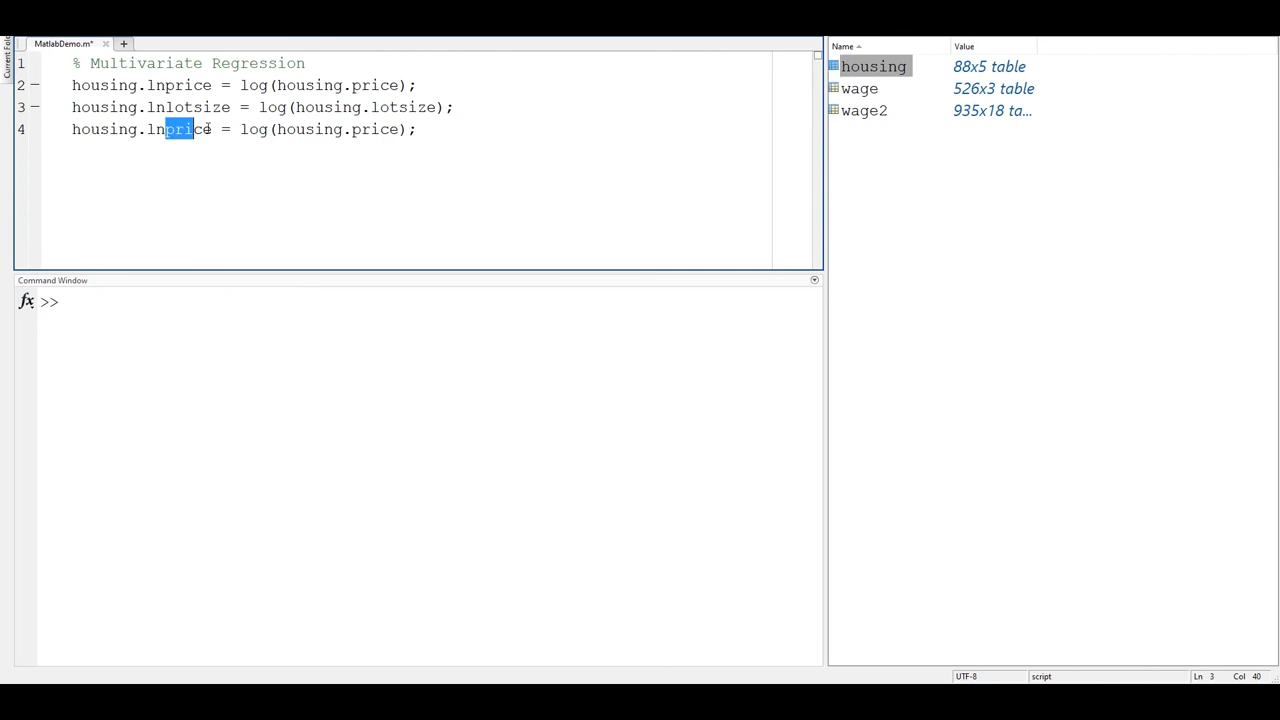 Current Fol
MatlabDemo.m* × +
1 % Multivariate Regression
2 — housing.lnprice = log(housing.price);
3 — housing.lnlotsize = log(housing.lotsize);
4 housing.lnprice = log(housing.price);
Command Window
fx >>
Name Value
housing 88x5 table
wage 526x3 table
wage2 935x18 ta...
UTF-8 script Ln 3 Col 40